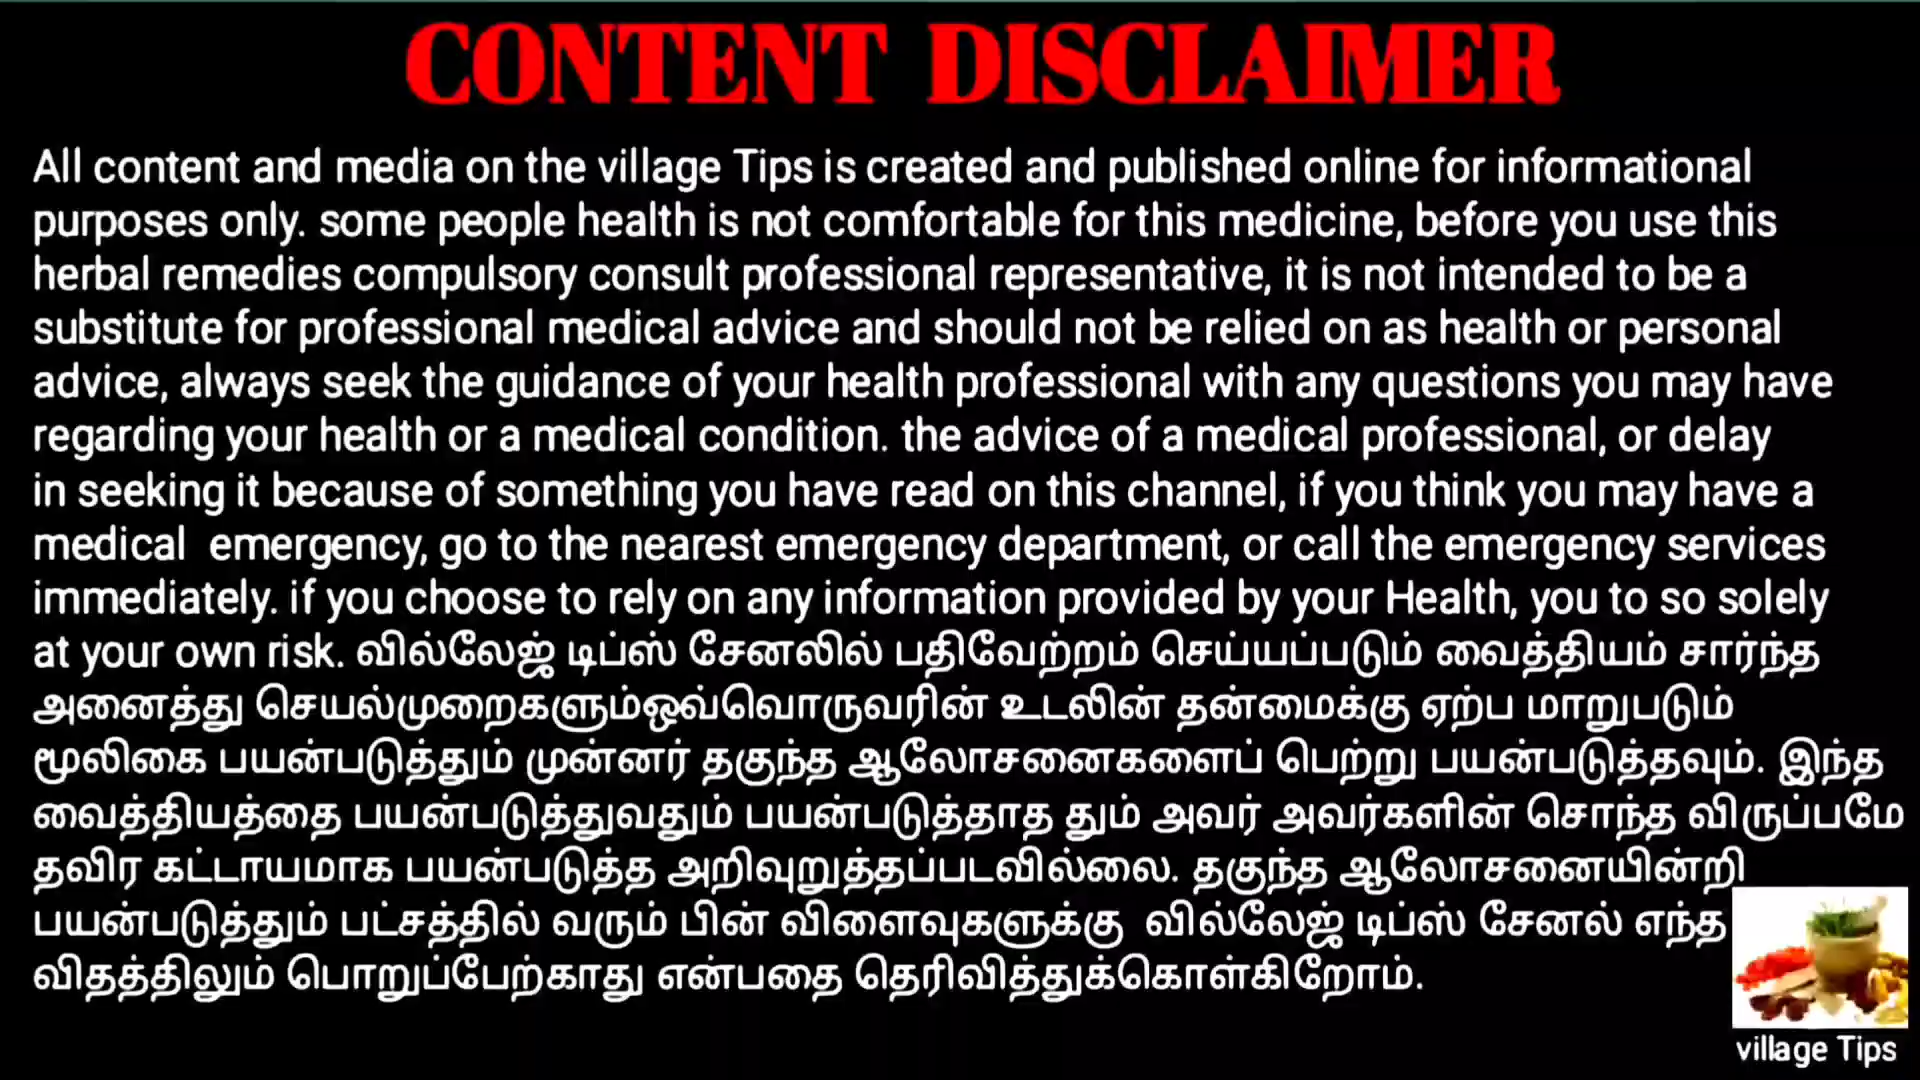 CONTENT DISCLAIMER
All content and media on the village Tips is created and published online for informational
purposes only. some people health is not comfortable for this medicine, before you use this
herbal remedies compulsory consult professional representative, it is not intended to be a
substitute for professional medical advice and should not be relied on as health or personal
advice, always seek the guidance of your health professional with any questions you may have
regarding your health or a medical condition. the advice of a medical professional, or delay
in seeking it because of something you have read on this channel, if you think you may have a
medical  emergency, go to the nearest emergency department, or call the emergency services
immediately. if you choose to rely on any information provided by your Health, you to so solely
at your own risk. வில்லேஜ் டிப்ஸ் சேனலில் பதிவேற்றம் செய்யப்படும் வைத்தியம் சார்ந்த
அனைத்து செயல்முறைகளும்ஒவ்வொருவரின் உடலின் தன்மைக்கு ஏற்ப மாறுபடும்
மூலிகை பயன்படுத்தும் முன்னர் தகுந்த ஆலோசனைகளைப் பெற்று பயன்படுத்தவும். இந்த
வைத்தியத்தை பயன்படுத்துவதும் பயன்படுத்தாத தும் அவர் அவர்களின் சொந்த விருப்பமே
தவிர கட்டாயமாக பயன்படுத்த அறிவுறுத்தப்படவில்லை. தகுந்த ஆலோசனையின்றி
பயன்படுத்தும் பட்சத்தில் வரும் பின் விளைவுகளுக்கு  வில்லேஜ் டிப்ஸ் சேனல் எந்த
விதத்திலும் பொறுப்பேற்காது என்பதை தெரிவித்துக்கொள்கிறோம்.
village Tips